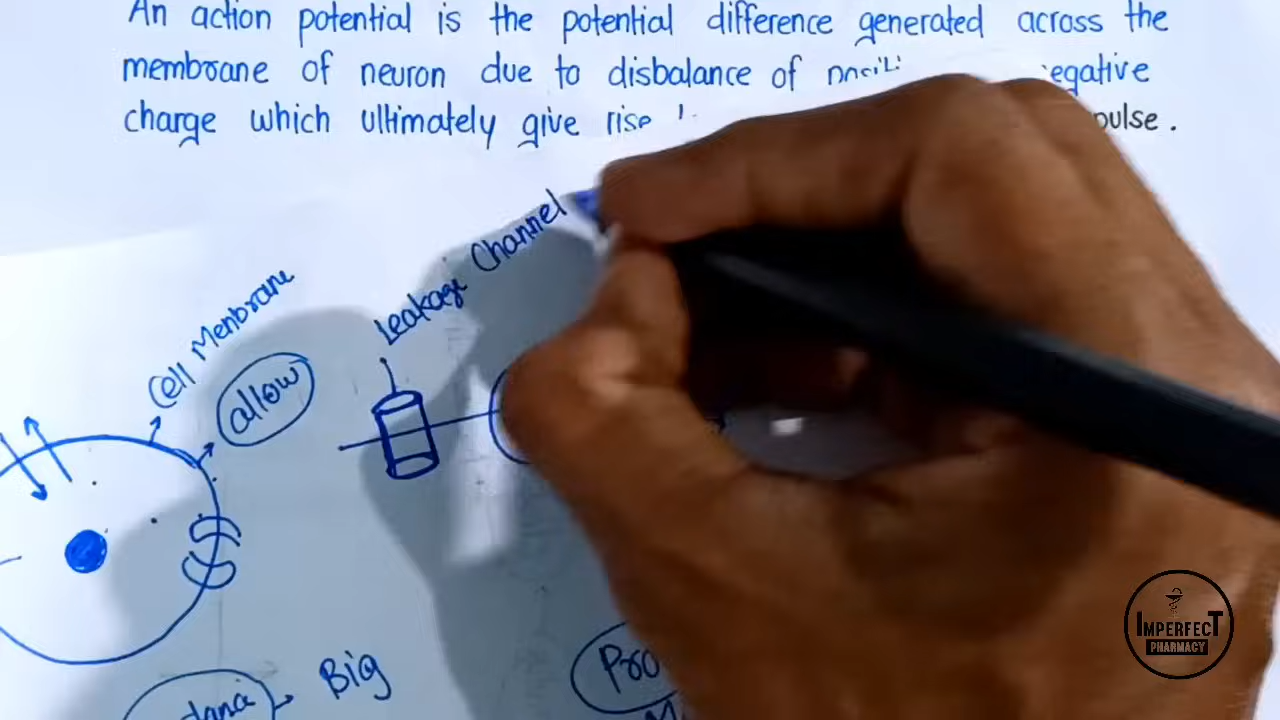 An action potential is the potential difference generated across the
membrane of neuron due to disbalance of
charge which ultimately give rise
Leakage Channel
Cell Menbrane
allow
Big
IMPERFECT
PHARMACY